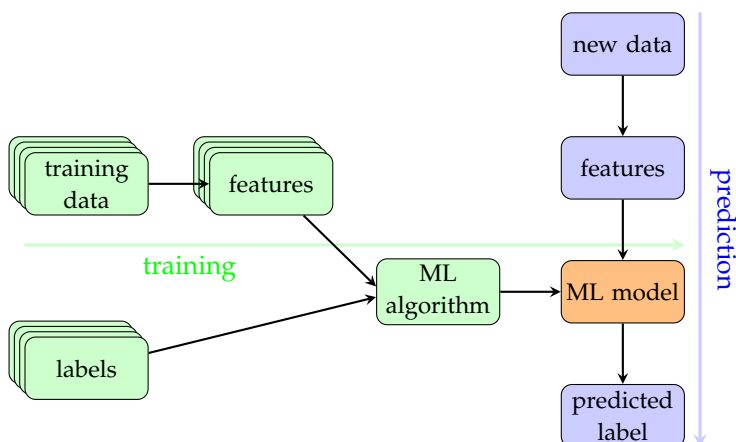 new data
training
data
features
features
prediction
training
ML
algorithm
ML model
labels
predicted
label